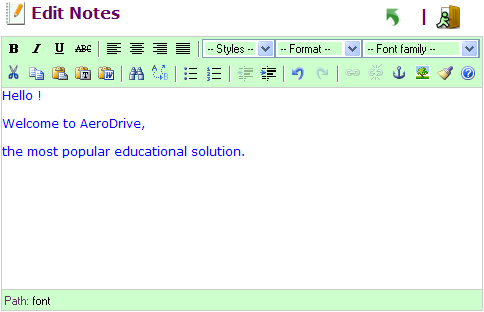 Edit Notes
B I U ABC -- Styles -- -- Format -- -- Font family --
Hello !
Welcome to AeroDrive,
the most popular educational solution.
Path: font